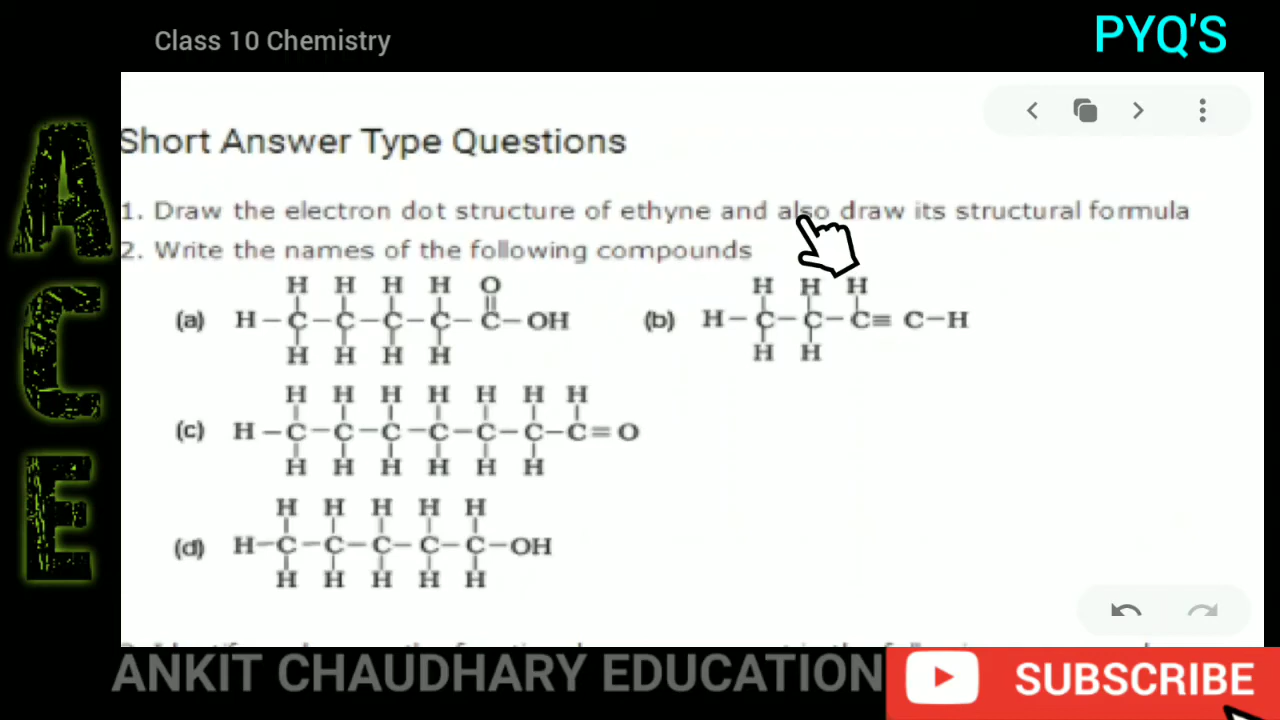 Class 10 Chemistry
PYQ'S
ACE
Short Answer Type Questions
1. Draw the electron dot structure of ethyne and also draw its structural formula
2. Write the names of the following compounds
H H H H O
(a) H-C-C-C-C-C-OH
H H H H
H H H
(b) H-C-C-C≡C-H
H H
H H H H H H H
(c) H-C-C-C-C-C-C-C=O
H H H H H H
H H H H H
(d) H-C-C-C-C-C-OH
H H H H H
ANKIT CHAUDHARY EDUCATION
SUBSCRIBE